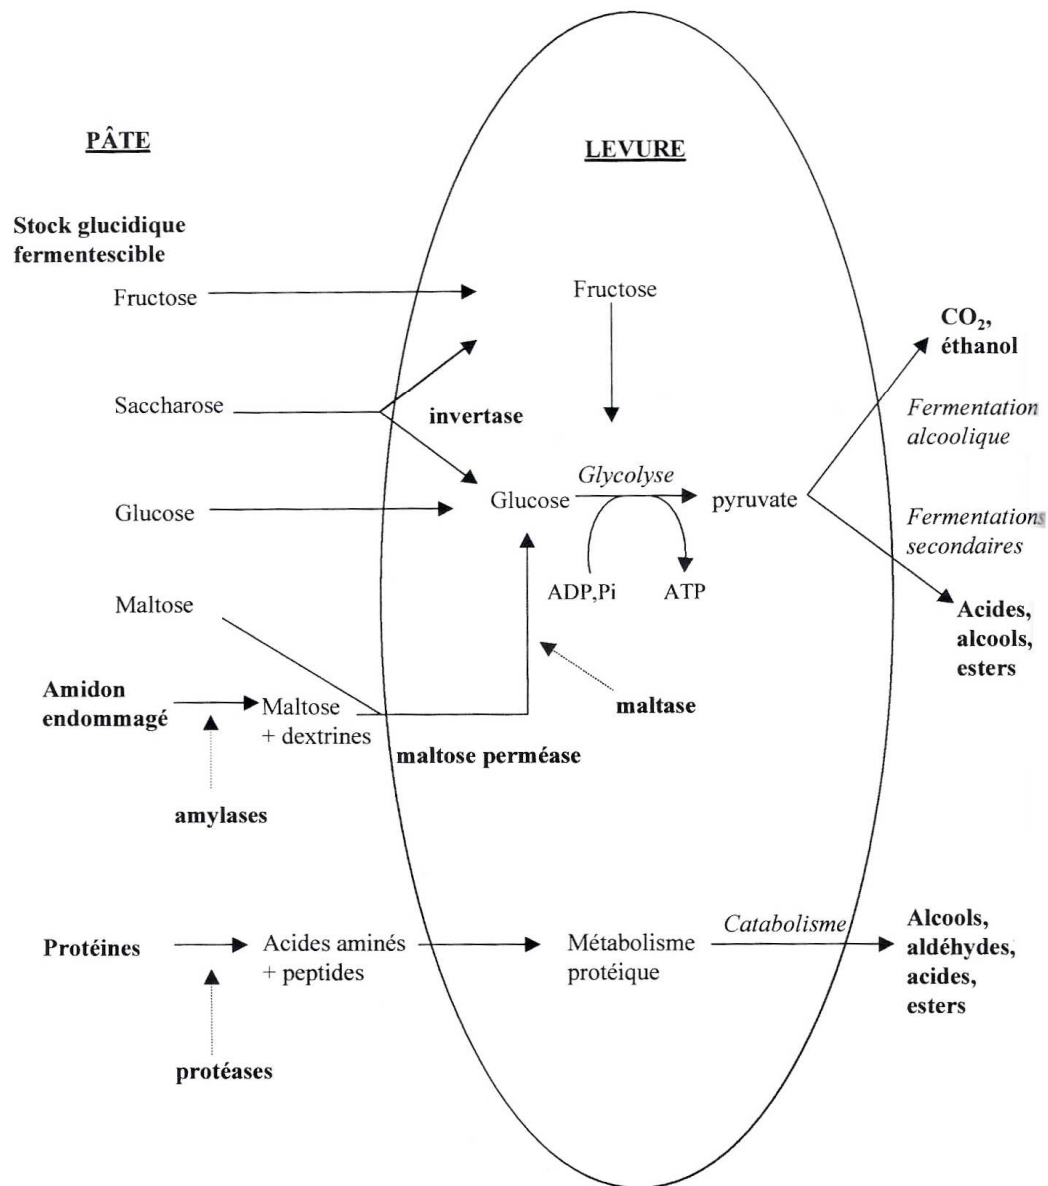 PÂTE
LEVURE
Stock glucidique
fermentescible
Fructose
Fructose
CO₂,
éthanol
Saccharose
invertase
Fermentation
alcoolique
Glycolyse
Glucose
Glucose
pyruvate
Fermentations
secondaires
ADP,Pi
ATP
Maltose
Acides,
alcools,
esters
Amidon
endommagé
Maltose
+ dextrines
maltase
maltose perméase
amylases
Protéines
Acides aminés
+ peptides
Métabolisme
protéique
Catabolisme
Alcools,
aldéhydes,
acides,
esters
protéases